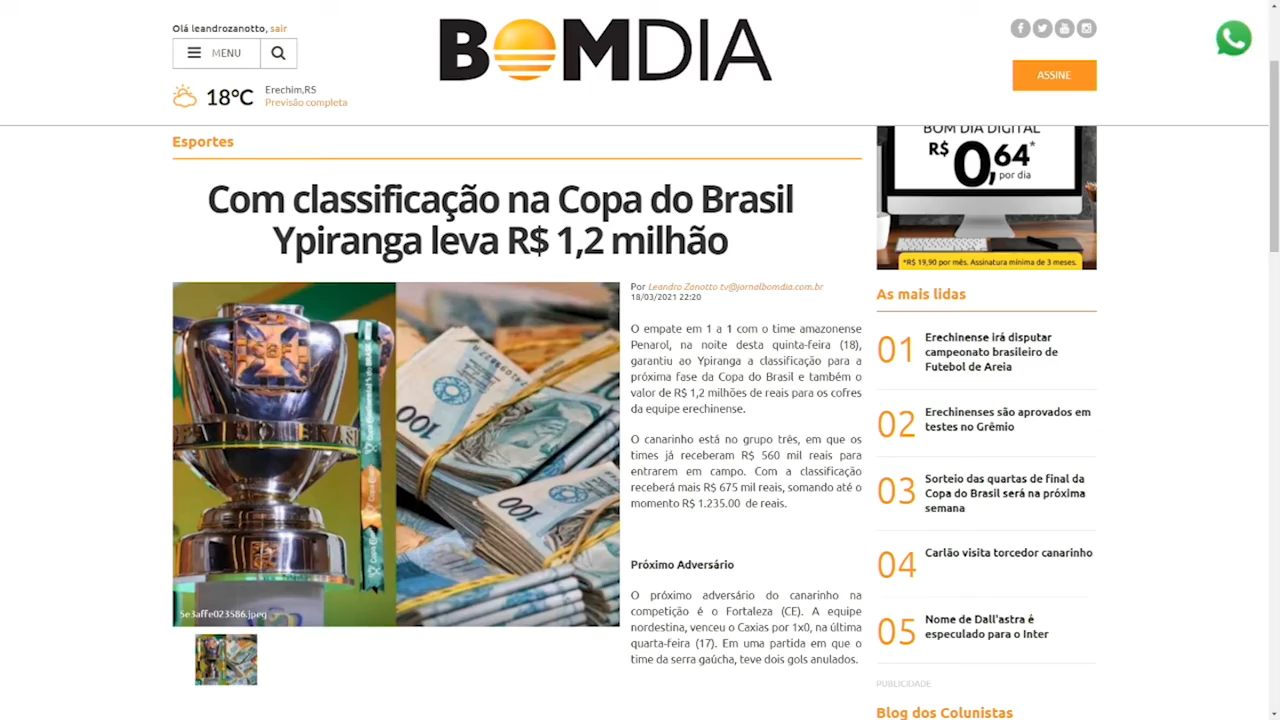 Olá leandrozanotto, sair
MENU
18ºC
Erechim,RS
Previsão completa
BOMDIA
ASSINE
Esportes
Com classificação na Copa do Brasil
Ypiranga leva R$ 1,2 milhão
5e3affe023586.jpeg
100
100
Por Leandro Zanotto tv@jornalbomdia.com.br
18/03/2021 22:20
O empate em 1 a 1 com o time amazonense
Penarol, na noite desta quinta-feira (18),
garantiu ao Ypiranga a classificação para a
próxima fase da Copa do Brasil e também o
valor de R$ 1,2 milhões de reais para os cofres
da equipe erechinense.
O canarinho está no grupo três, em que os
times já receberam R$ 560 mil reais para
entrarem em campo. Com a classificação
receberá mais R$ 675 mil reais, somando até o
momento R$ 1.235.00 de reais.
Próximo Adversário
O próximo adversário do canarinho na
competição é o Fortaleza (CE). A equipe
nordestina, venceu o Caxias por 1x0, na última
quarta-feira (17). Em uma partida em que o
time da serra gaúcha, teve dois gols anulados.
BOM DIA DIGITAL
R$ 0,64*
por dia
*R$ 19,90 por mês. Assinatura mínima de 3 meses.
As mais lidas
01 Erechinense irá disputar
campeonato brasileiro de
Futebol de Areia
02 Erechinenses são aprovados em
testes no Grêmio
03 Sorteio das quartas de final da
Copa do Brasil será na próxima
semana
04 Carlão visita torcedor canarinho
05 Nome de Dall'astra é
especulado para o Inter
PUBLICIDADE
Blog dos Colunistas